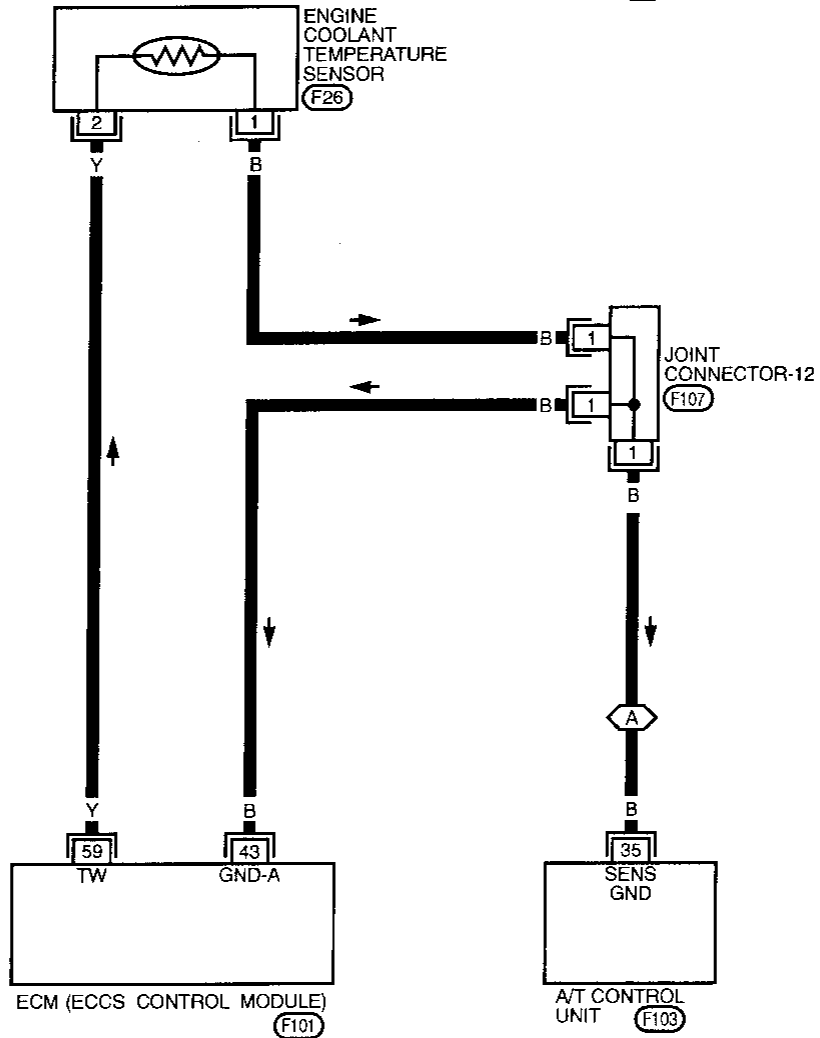 ENGINE
COOLANT
TEMPERATURE
SENSOR
F26
2 1
Y B
B 1
JOINT
CONNECTOR-12
F107
B 1
1
B
A
Y B B
59 43 35
TW GND-A SENS
GND
ECM (ECCS CONTROL MODULE)
F101
A/T CONTROL
UNIT F103